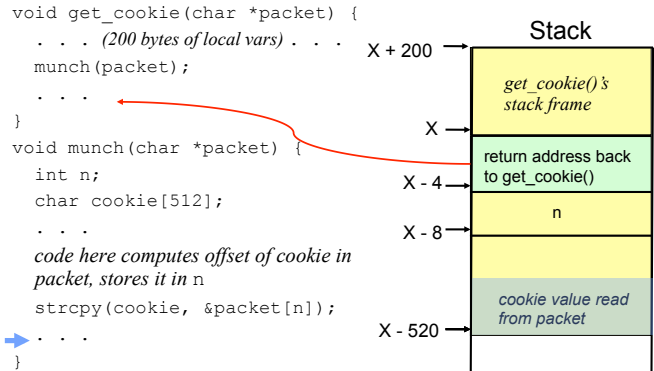 void get_cookie(char *packet) {
. . . (200 bytes of local vars) . . .
munch(packet);
. . .
}
void munch(char *packet) {
int n;
char cookie[512];
. . .
code here computes offset of cookie in
packet, stores it in n
strcpy(cookie, &packet[n]);
. . .
}
Stack
X + 200
get_cookie()'s
stack frame
X
return address back
to get_cookie()
X - 4
n
X - 8
cookie value read
from packet
X - 520